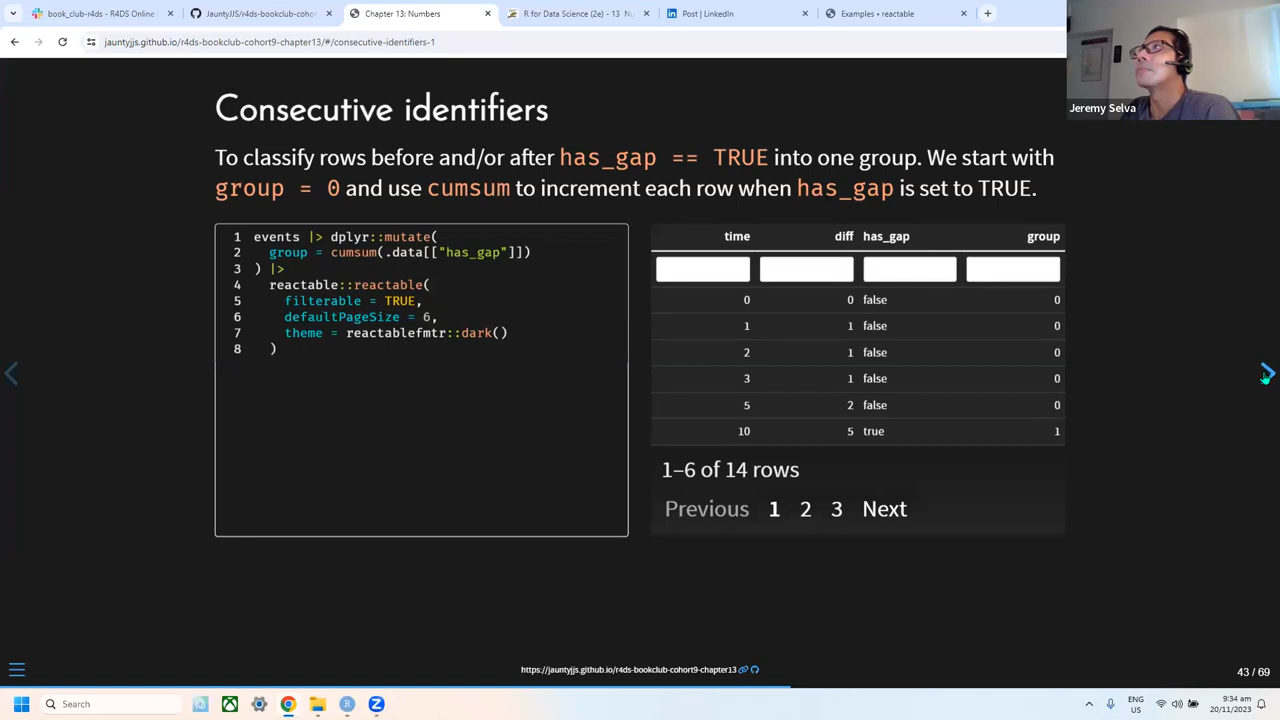 book_club-r4ds - R4DS Online
JauntyJJS/r4ds-bookclub-cohor
Chapter 13: Numbers
R for Data Science (2e) - 13 Nu
Post | LinkedIn
Examples – reactable
jauntyjjs.github.io/r4ds-bookclub-cohort9-chapter13/#/consecutive-identifiers-1
Jeremy Selva
Consecutive identifiers
To classify rows before and/or after has_gap == TRUE into one group. We start with
group = 0 and use cumsum to increment each row when has_gap is set to TRUE.
1 events |> dplyr::mutate(
2 group = cumsum(.data[["has_gap"]])
3 ) |>
4 reactable::reactable(
5 filterable = TRUE,
6 defaultPageSize = 6,
7 theme = reactablefmtr::dark()
8 )
time diff has_gap group
0 0 false 0
1 1 false 0
2 1 false 0
3 1 false 0
5 2 false 0
10 5 true 1
1–6 of 14 rows
Previous 1 2 3 Next
https://jauntyjjs.github.io/r4ds-bookclub-cohort9-chapter13
43 / 69
Search
ENG
US
9:34 am
20/11/2023